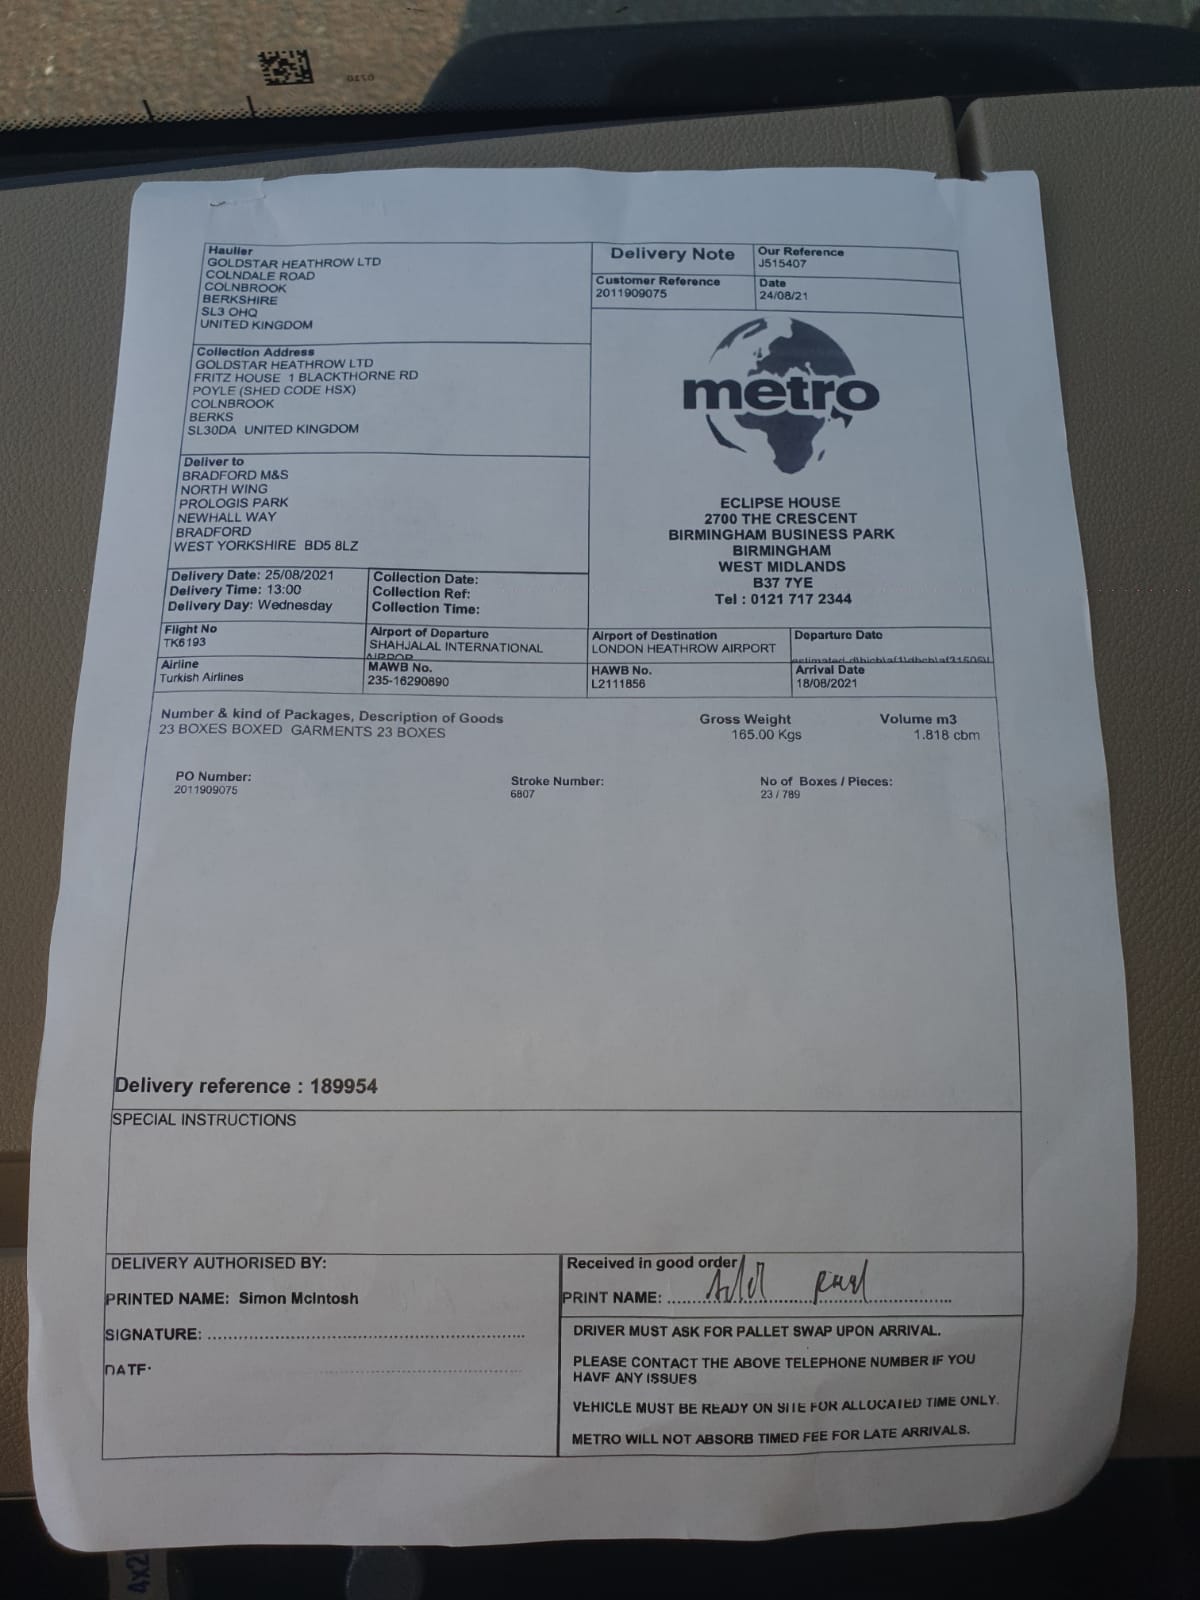 0170
Haulier
GOLDSTAR HEATHROW LTD
COLNDALE ROAD
COLNBROOK
BERKSHIRE
SL3 OHQ
UNITED KINGDOM
Delivery Note
Our Reference
J515407
Customer Reference
2011909075
Date
24/08/21
Collection Address
GOLDSTAR HEATHROW LTD
FRITZ HOUSE 1 BLACKTHORNE RD
POYLE (SHED CODE HSX)
COLNBROOK
BERKS
SL30DA UNITED KINGDOM
metro
Deliver to
BRADFORD M&S
NORTH WING
PROLOGIS PARK
NEWHALL WAY
BRADFORD
WEST YORKSHIRE BD5 8LZ
ECLIPSE HOUSE
2700 THE CRESCENT
BIRMINGHAM BUSINESS PARK
BIRMINGHAM
WEST MIDLANDS
B37 7YE
Tel : 0121 717 2344
Delivery Date: 25/08/2021
Delivery Time: 13:00
Delivery Day: Wednesday
Collection Date:
Collection Ref:
Collection Time:
Flight No
TK6193
Airport of Departure
SHAHJALAL INTERNATIONAL
AIRPOR
Airport of Destination
LONDON HEATHROW AIRPORT
Departure Date
Airline
Turkish Airlines
MAWB No.
235-16290890
HAWB No.
L2111856
Arrival Date
18/08/2021
Number & kind of Packages, Description of Goods
23 BOXES BOXED GARMENTS 23 BOXES
Gross Weight
165.00 Kgs
Volume m3
1.818 cbm
PO Number:
2011909075
Stroke Number:
6807
No of Boxes / Pieces:
23 / 789
Delivery reference : 189954
SPECIAL INSTRUCTIONS
DELIVERY AUTHORISED BY:
PRINTED NAME: Simon McIntosh
SIGNATURE:
DATE:
Received in good order
PRINT NAME:
DRIVER MUST ASK FOR PALLET SWAP UPON ARRIVAL.
PLEASE CONTACT THE ABOVE TELEPHONE NUMBER IF YOU
HAVE ANY ISSUES
VEHICLE MUST BE READY ON SITE FOR ALLOCATED TIME ONLY.
METRO WILL NOT ABSORB TIMED FEE FOR LATE ARRIVALS.